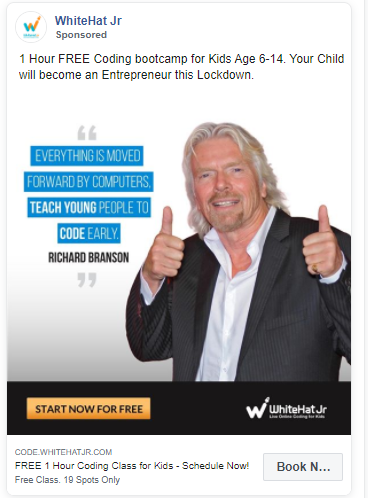 WhiteHat Jr
Sponsored
1 Hour FREE Coding bootcamp for Kids Age 6-14. Your Child
will become an Entrepreneur this Lockdown.
“
EVERYTHING IS MOVED
FORWARD BY COMPUTERS,
TEACH YOUNG PEOPLE TO
CODE EARLY.
RICHARD BRANSON
”
START NOW FOR FREE
WhiteHat Jr
Live Online Coding for Kids
CODE.WHITEHATJR.COM
FREE 1 Hour Coding Class for Kids - Schedule Now!
Free Class. 19 Spots Only
Book N...